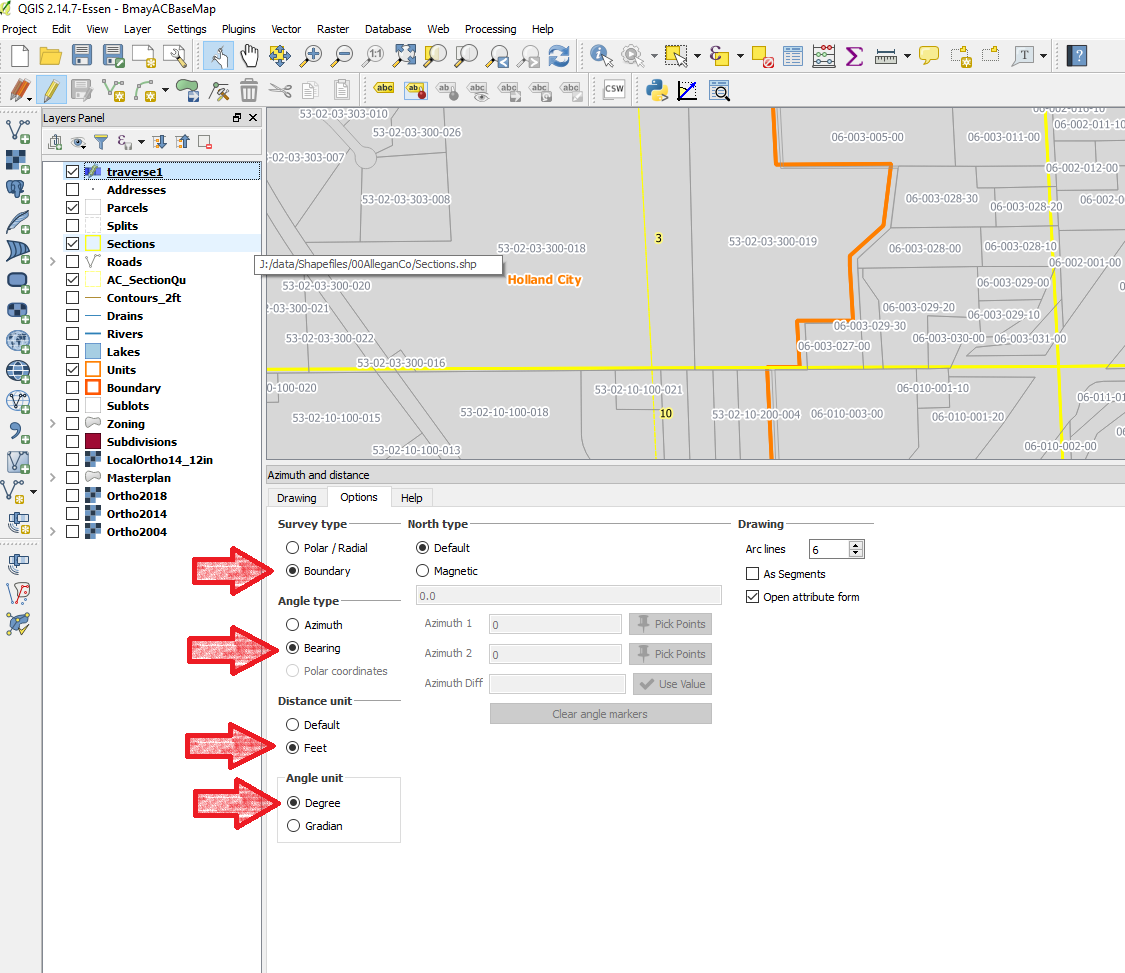 QGIS 2.14.7-Essen - BmayACBaseMap
Project Edit View Layer Settings Plugins Vector Raster Database Web Processing Help
1:1
T
abc abc abc abc abc abc abc CSW
Layers Panel
traverse1
Addresses
Parcels
Splits
Sections
Roads
AC_SectionQu
Contours_2ft
Drains
Rivers
Lakes
Units
Boundary
Sublots
Zoning
Subdivisions
LocalOrtho14_12in
Masterplan
Ortho2018
Ortho2014
Ortho2004
J:/data/Shapefiles/00AlleganCo/Sections.shp
53-02-03-303-010
53-02-03-300-026
-02-03-303-007
53-02-03-303-008
53-02-03-300-018
3
53-02-03-300-019
Holland City
53-02-03-300-020
-03-300-021
53-02-03-300-022
53-02-03-300-016
0-100-020
53-02-10-100-015
53-02-10-100-018
53-02-10-100-013
53-02-10-100-021
10
53-02-10-200-004
06-010-003-00
06-003-005-00
06-003-011-00
06-002-011-10
06-002-012-00
06-003-028-30
06-003-028-20
06-002-0
06-003-028-00
06-003-028-10
06-002-001-00
06-003-029-00
06-003-029-20
06-003-029-10
06-003-029-30
06-003-027-00
06-003-030-00
06-003-031-00
06-010-001-10
06-010-001-20
06-011-01
06-010-002-00
Azimuth and distance
Drawing Options Help
Survey type
Polar / Radial
Boundary
Angle type
Azimuth
Bearing
Polar coordinates
Distance unit
Default
Feet
Angle unit
Degree
Gradian
North type
Default
Magnetic
0.0
Azimuth 1 0 Pick Points
Azimuth 2 0 Pick Points
Azimuth Diff Use Value
Clear angle markers
Drawing
Arc lines 6
As Segments
Open attribute form